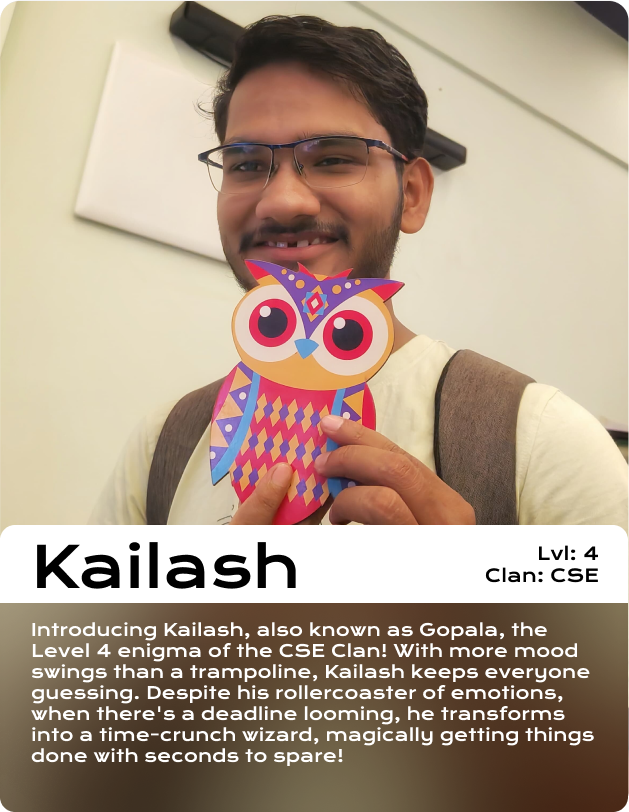 Kailash
Lvl: 4
Clan: CSE
Introducing Kailash, also known as Gopala, the
Level 4 enigma of the CSE Clan! With more mood
swings than a trampoline, Kailash keeps everyone
guessing. Despite his rollercoaster of emotions,
when there's a deadline looming, he transforms
into a time-crunch wizard, magically getting things
done with seconds to spare!